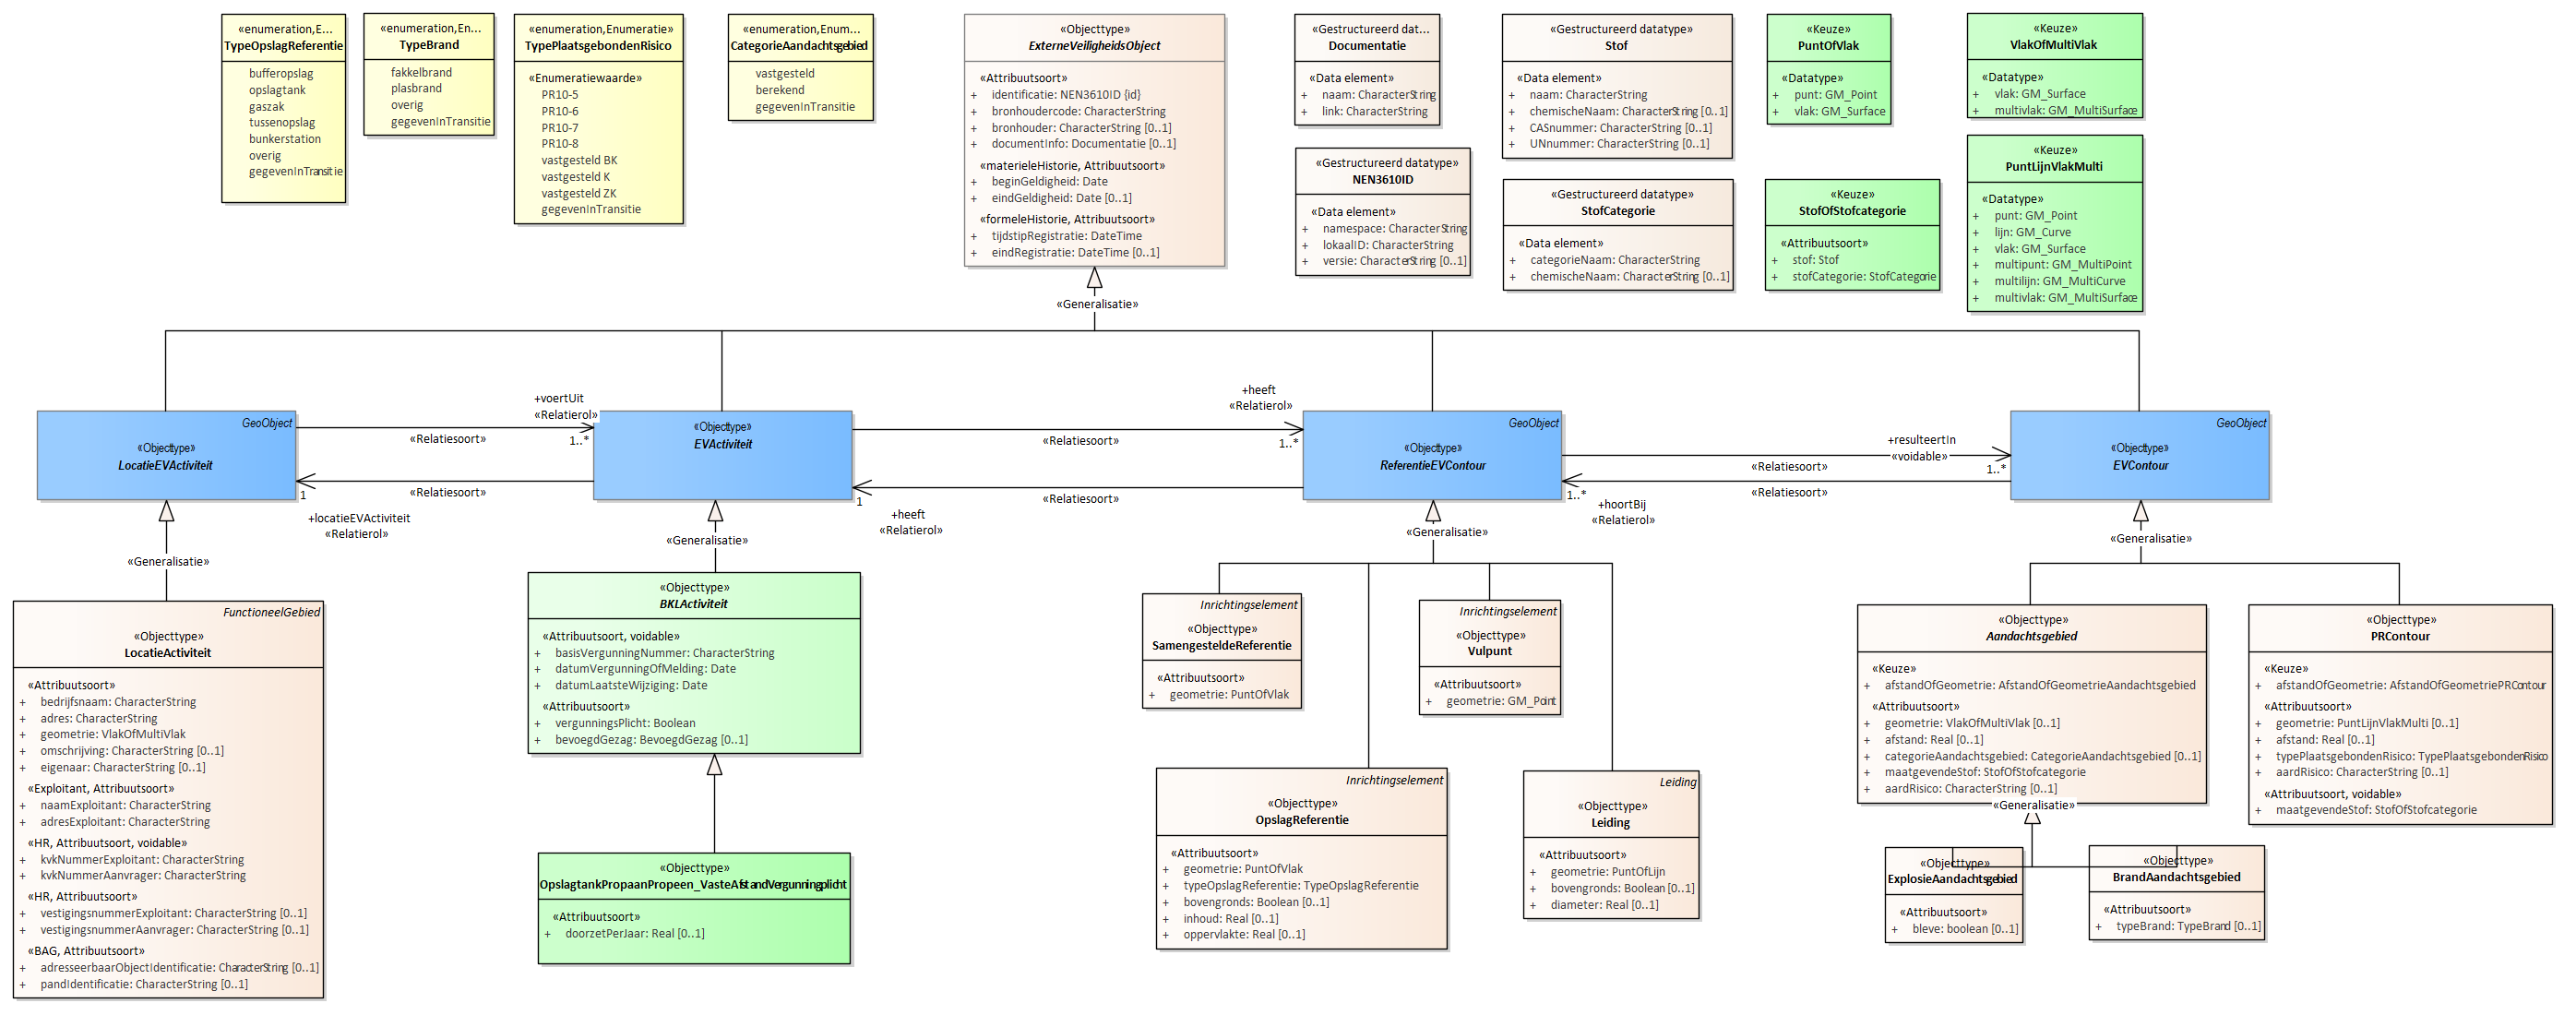 «enumeration,E...
TypeOpslagReferentie
bufferopslag
opslagtank
gaszak
tussenopslag
bunkerstation
overig
gegevenInTransitie
«enumeration,En...
TypeBrand
fakkelbrand
plasbrand
overig
gegevenInTransitie
«enumeration,Enumeratie»
TypePlaatsgebondenRisico
«Enumeratiewaarde»
PR10-5
PR10-6
PR10-7
PR10-8
vastgesteld BK
vastgesteld K
vastgesteld ZK
gegevenInTransitie
«enumeration,Enum...
CategorieAandachtsgebied
vastgesteld
berekend
gegevenInTransitie
«Objecttype»
ExterneVeiligheidsObject
«Attribuutsoort»
+ identificatie: NEN3610ID {id}
+ bronhoudercode: CharacterString
+ bronhouder: CharacterString [0..1]
+ documentInfo: Documentatie [0..1]
«materieleHistorie, Attribuutsoort»
+ beginGeldigheid: Date
+ eindGeldigheid: Date [0..1]
«formeleHistorie, Attribuutsoort»
+ tijdstipRegistratie: DateTime
+ eindRegistratie: DateTime [0..1]
«Gestructureerd dat...
Documentatie
«Data element»
+ naam: CharacterString
+ link: CharacterString
«Gestructureerd datatype»
NEN3610ID
«Data element»
+ namespace: CharacterString
+ lokaalID: CharacterString
+ versie: CharacterString [0..1]
«Gestructureerd datatype»
Stof
«Data element»
+ naam: CharacterString
+ chemischeNaam: CharacterString [0..1]
+ CASnummer: CharacterString [0..1]
+ UNnummer: CharacterString [0..1]
«Gestructureerd datatype»
StofCategorie
«Data element»
+ categorieNaam: CharacterString
+ chemischeNaam: CharacterString [0..1]
«Keuze»
PuntOfVlak
«Datatype»
+ punt: GM_Point
+ vlak: GM_Surface
«Keuze»
StofOfStofcategorie
«Attribuutsoort»
+ stof: Stof
+ stofCategorie: StofCategorie
«Keuze»
VlakOfMultiVlak
«Datatype»
+ vlak: GM_Surface
+ multivlak: GM_MultiSurface
«Keuze»
PuntLijnVlakMulti
«Datatype»
+ punt: GM_Point
+ lijn: GM_Curve
+ vlak: GM_Surface
+ multipunt: GM_MultiPoint
+ multilijn: GM_MultiCurve
+ multivlak: GM_MultiSurface
«Generalisatie»
GeoObject
«Objecttype»
LocatieEVActiviteit
+voertUit
«Relatierol»
1..*
«Relatiesoort»
«Relatiesoort»
1
+locatieEVActiviteit
«Relatierol»
«Objecttype»
EVActiviteit
+heeft
«Relatierol»
1..*
«Relatiesoort»
«Relatiesoort»
1
+heeft
«Relatierol»
GeoObject
«Objecttype»
ReferentieEVContour
+resulteertIn
«voidable»
1..*
«Relatiesoort»
«Relatiesoort»
1..*
+hoortBij
«Relatierol»
GeoObject
«Objecttype»
EVContour
«Generalisatie»
«Generalisatie»
«Generalisatie»
«Generalisatie»
FunctioneelGebied
«Objecttype»
LocatieActiviteit
«Attribuutsoort»
+ bedrijfsnaam: CharacterString
+ adres: CharacterString
+ geometrie: VlakOfMultiVlak
+ omschrijving: CharacterString [0..1]
+ eigenaar: CharacterString [0..1]
«Exploitant, Attribuutsoort»
+ naamExploitant: CharacterString
+ adresExploitant: CharacterString
«HR, Attribuutsoort, voidable»
+ kvkNummerExploitant: CharacterString
+ kvkNummerAanvrager: CharacterString
«HR, Attribuutsoort»
+ vestigingsnummerExploitant: CharacterString [0..1]
+ vestigingsnummerAanvrager: CharacterString [0..1]
«BAG, Attribuutsoort»
+ adresseerbaarObjectIdentificatie: CharacterString [0..1]
+ pandIdentificatie: CharacterString [0..1]
«Objecttype»
BKLActiviteit
«Attribuutsoort, voidable»
+ basisVergunningNummer: CharacterString
+ datumVergunningOfMelding: Date
+ datumLaatsteWijziging: Date
«Attribuutsoort»
+ vergunningsPlicht: Boolean
+ bevoegdGezag: BevoegdGezag [0..1]
«Objecttype»
OpslagtankPropaanPropeen_VasteAfstandVergunningplicht
«Attribuutsoort»
+ doorzetPerJaar: Real [0..1]
Inrichtingselement
«Objecttype»
SamengesteldeReferentie
«Attribuutsoort»
+ geometrie: PuntOfVlak
Inrichtingselement
«Objecttype»
Vulpunt
«Attribuutsoort»
+ geometrie: GM_Point
Inrichtingselement
«Objecttype»
OpslagReferentie
«Attribuutsoort»
+ geometrie: PuntOfVlak
+ typeOpslagReferentie: TypeOpslagReferentie
+ bovengronds: Boolean [0..1]
+ inhoud: Real [0..1]
+ oppervlakte: Real [0..1]
Leiding
«Objecttype»
Leiding
«Attribuutsoort»
+ geometrie: PuntOfLijn
+ bovengronds: Boolean [0..1]
+ diameter: Real [0..1]
«Objecttype»
Aandachtsgebied
«Keuze»
+ afstandOfGeometrie: AfstandOfGeometrieAandachtsgebied
«Attribuutsoort»
+ geometrie: VlakOfMultiVlak [0..1]
+ afstand: Real [0..1]
+ categorieAandachtsgebied: CategorieAandachtsgebied [0..1]
+ maatgevendeStof: StofOfStofcategorie
+ aardRisico: CharacterString [0..1]
«Generalisatie»
«Objecttype»
PRContour
«Keuze»
+ afstandOfGeometrie: AfstandOfGeometriePRContour
«Attribuutsoort»
+ geometrie: PuntLijnVlakMulti [0..1]
+ afstand: Real [0..1]
+ typePlaatsgebondenRisico: TypePlaatsgebondenRisico
+ aardRisico: CharacterString [0..1]
«Attribuutsoort, voidable»
+ maatgevendeStof: StofOfStofcategorie
«Objecttype»
ExplosieAandachtsgebied
«Attribuutsoort»
+ bleve: boolean [0..1]
«Objecttype»
BrandAandachtsgebied
«Attribuutsoort»
+ typeBrand: TypeBrand [0..1]